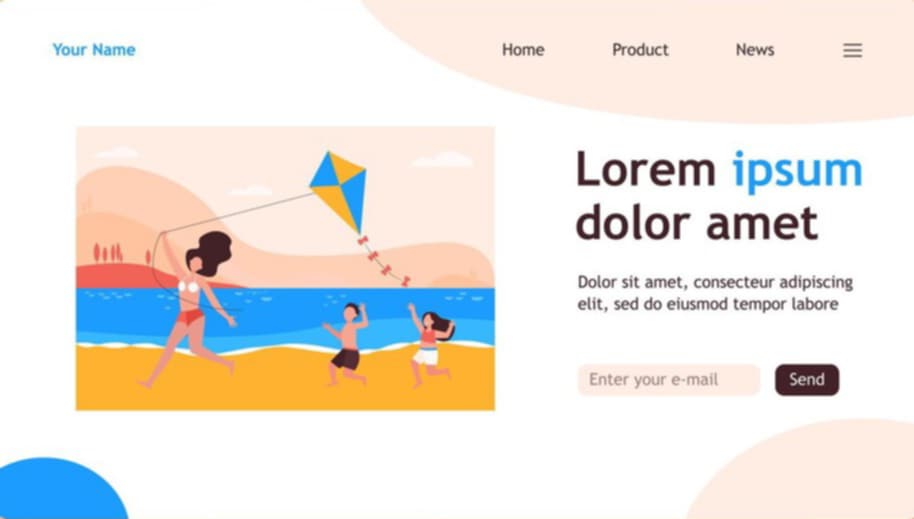 Your Name
Home Product News
Lorem ipsum
dolor amet
Dolor sit amet, consecteur adipiscing
elit, sed do eiusmod tempor labore
Enter your e-mail Send